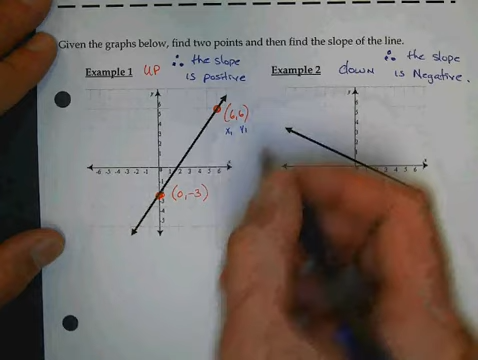 Given the graphs below, find two points and then find the slope of the line.
Example 1 UP ∴ the slope
is positive
Example 2 down ∴ the slope
is Negative.
(6,6)
x₁ y₁
(0,-3)